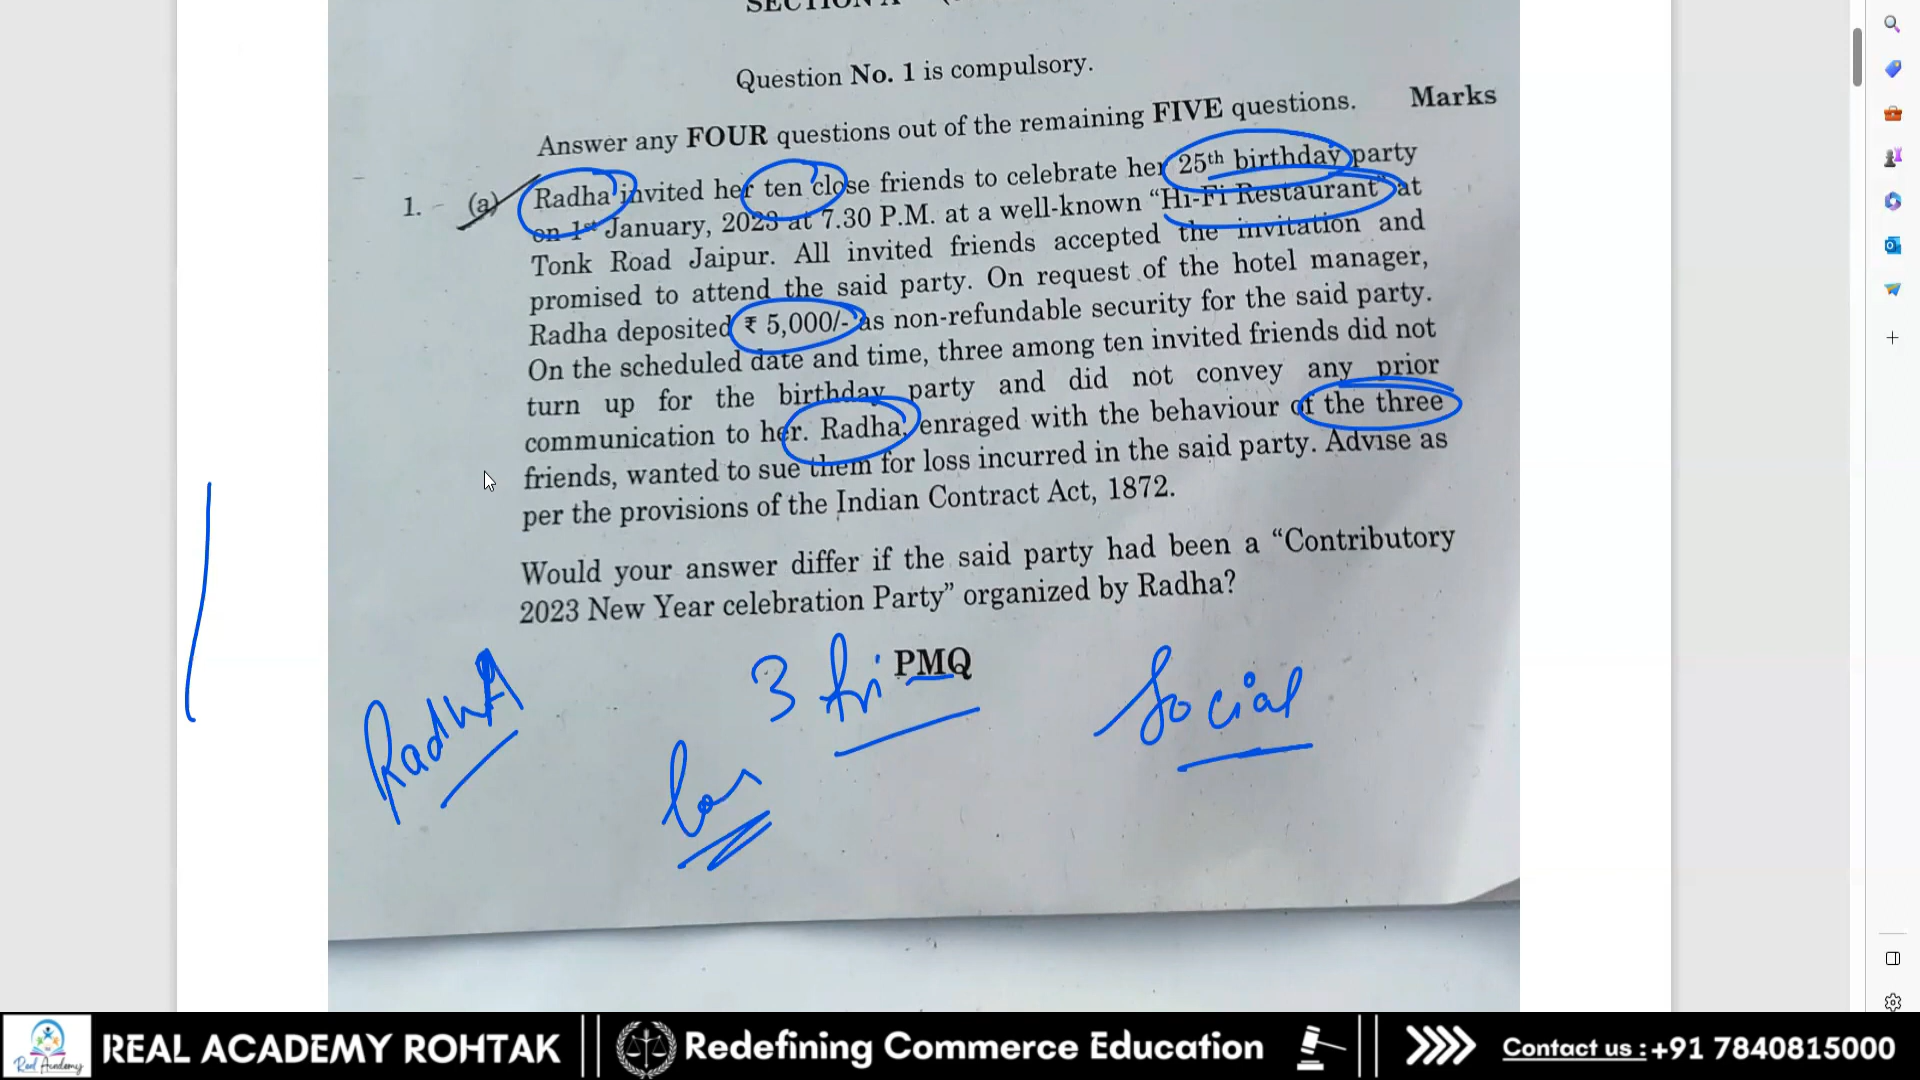 Question No. 1 is compulsory.
Answer any FOUR questions out of the remaining FIVE questions. Marks
1. (a) Radha invited her ten close friends to celebrate her 25th birthday party
on 1st January, 2023 at 7.30 P.M. at a well-known “Hi-Fi Restaurant” at
Tonk Road Jaipur. All invited friends accepted the invitation and
promised to attend the said party. On request of the hotel manager,
Radha deposited ₹ 5,000/- as non-refundable security for the said party.
On the scheduled date and time, three among ten invited friends did not
turn up for the birthday party and did not convey any prior
communication to her. Radha, enraged with the behaviour of the three
friends, wanted to sue them for loss incurred in the said party. Advise as
per the provisions of the Indian Contract Act, 1872.
Would your answer differ if the said party had been a “Contributory
2023 New Year celebration Party” organized by Radha?
3 fri PMQ Social
RadhA
REAL ACADEMY ROHTAK Redefining Commerce Education Contact us : +91 7840815000